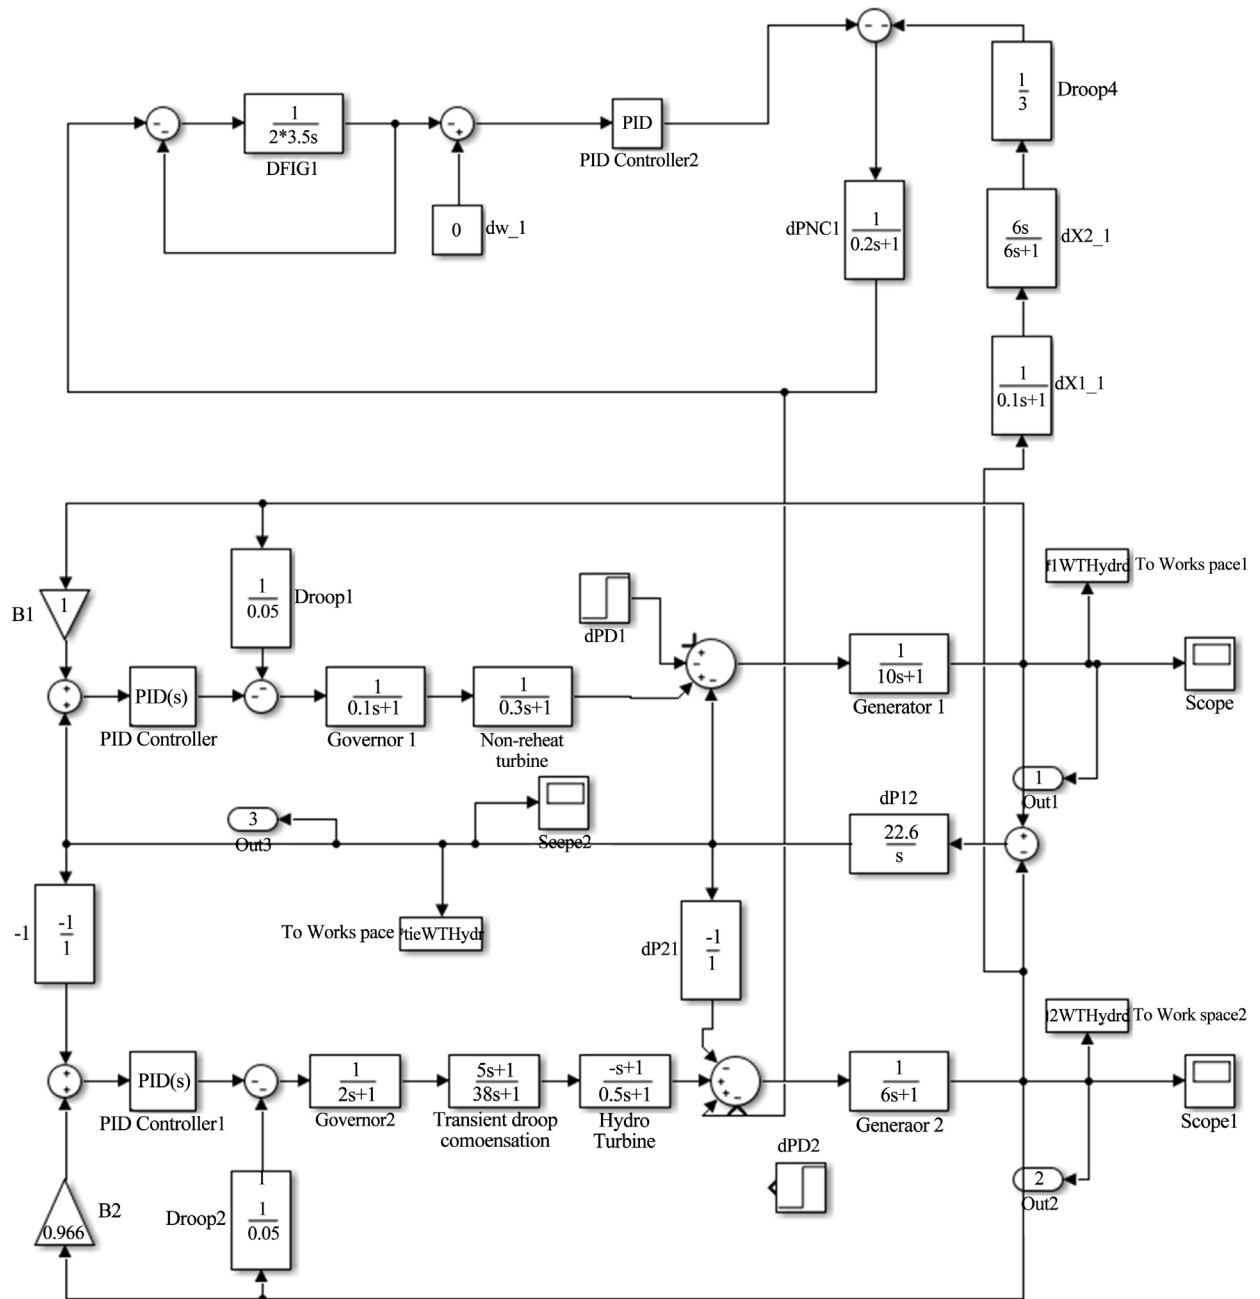 1
3
Droop4
1
2*3.5s
DFIG1
PID
PID Controller2
0
dw_1
dPNC1
1
0.2s+1
6s
6s+1
dX2_1
1
0.1s+1
dX1_1
B1
1
1
0.05
Droop1
dPD1
f1WTHydro
To Works pace1
PID(s)
PID Controller
1
0.1s+1
Governor 1
1
0.3s+1
Non-reheat
turbine
1
10s+1
Generator 1
Scope
1
Out1
dP12
22.6
s
3
Out3
Seepe2
-1
-1
1
To Works pace
tieWTHydr
dP21
-1
1
l2WTHydro
To Work space2
PID(s)
PID Controller1
1
2s+1
Governor2
5s+1
38s+1
Transient droop
comoensation
-s+1
0.5s+1
Hydro
Turbine
1
6s+1
Generaor 2
Scope1
dPD2
2
Out2
B2
0.966
Droop2
1
0.05